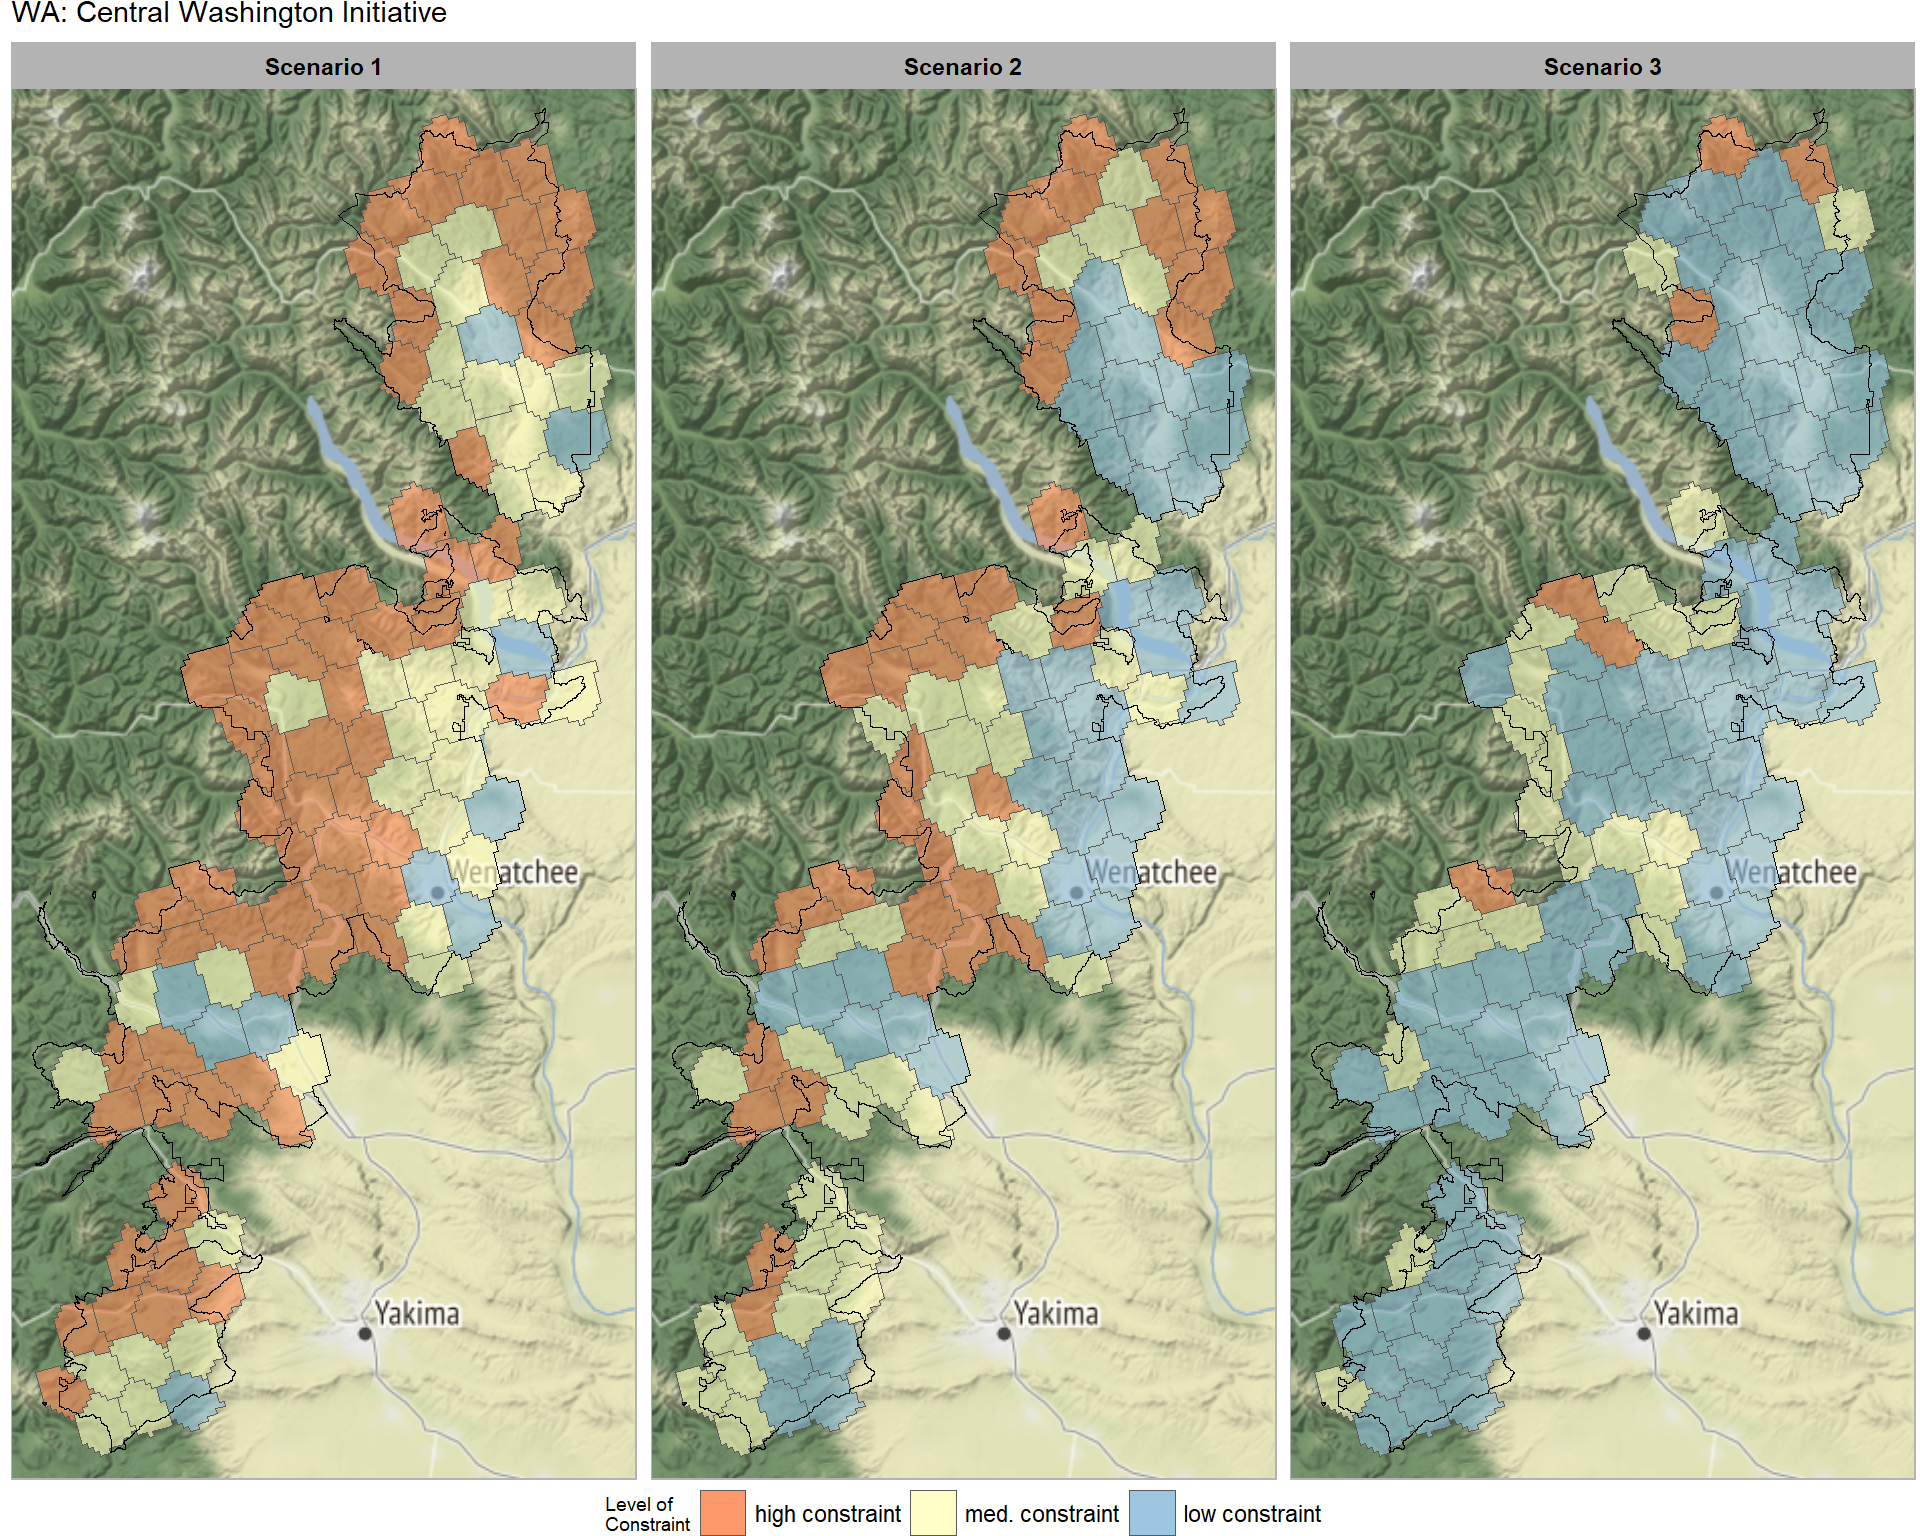 WA: Central Washington Initiative
Scenario 1
Scenario 2
Scenario 3
Wenatchee
Wenatchee
Wenatchee
Yakima
Yakima
Yakima
Level of
Constraint
high constraint
med. constraint
low constraint